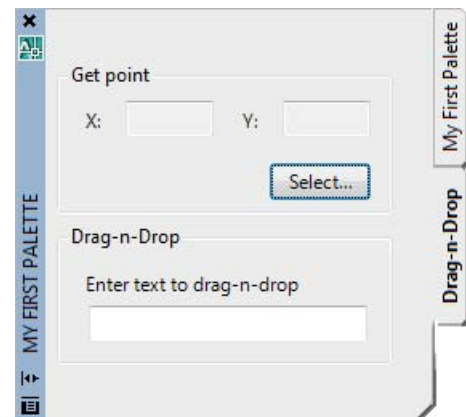 MY FIRST PALETTE
Get point
X:
Y:
Select...
Drag-n-Drop
Enter text to drag-n-drop
My First Palette
Drag-n-Drop